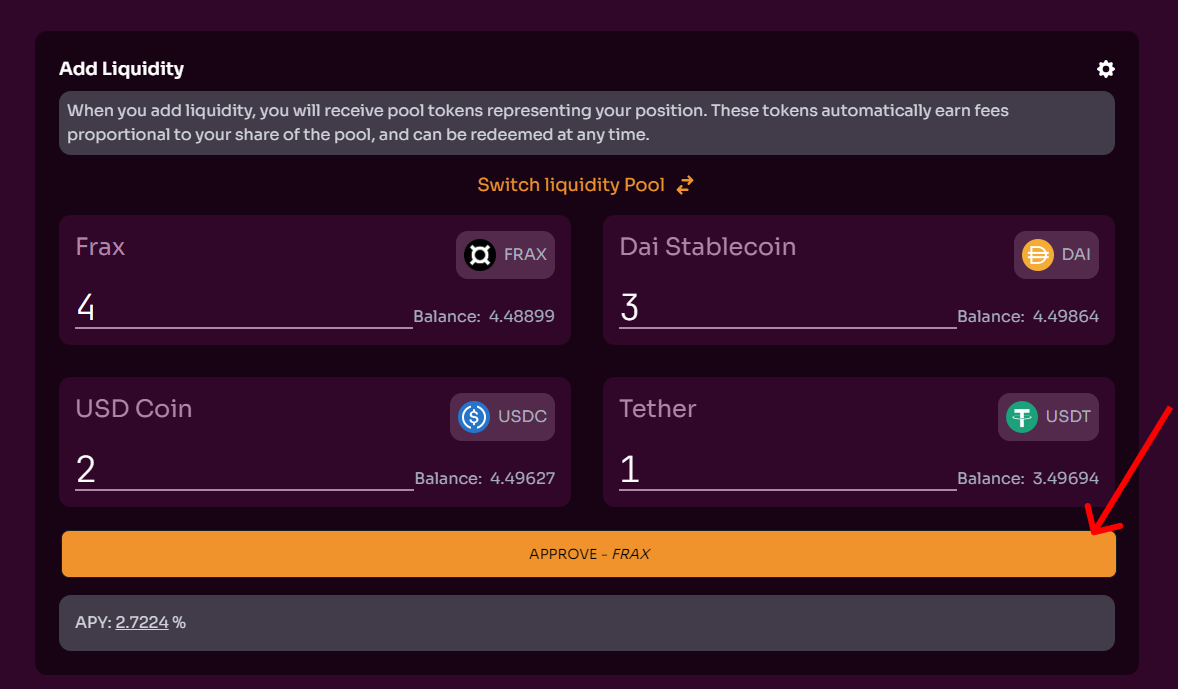 Add Liquidity
When you add liquidity, you will receive pool tokens representing your position. These tokens automatically earn fees
proportional to your share of the pool, and can be redeemed at any time.
Switch liquidity Pool
Frax
FRAX
4
Balance: 4.48899
Dai Stablecoin
DAI
3
Balance: 4.49864
USD Coin
USDC
2
Balance: 4.49627
Tether
USDT
1
Balance: 3.49694
APPROVE - FRAX
APY: 2.7224 %